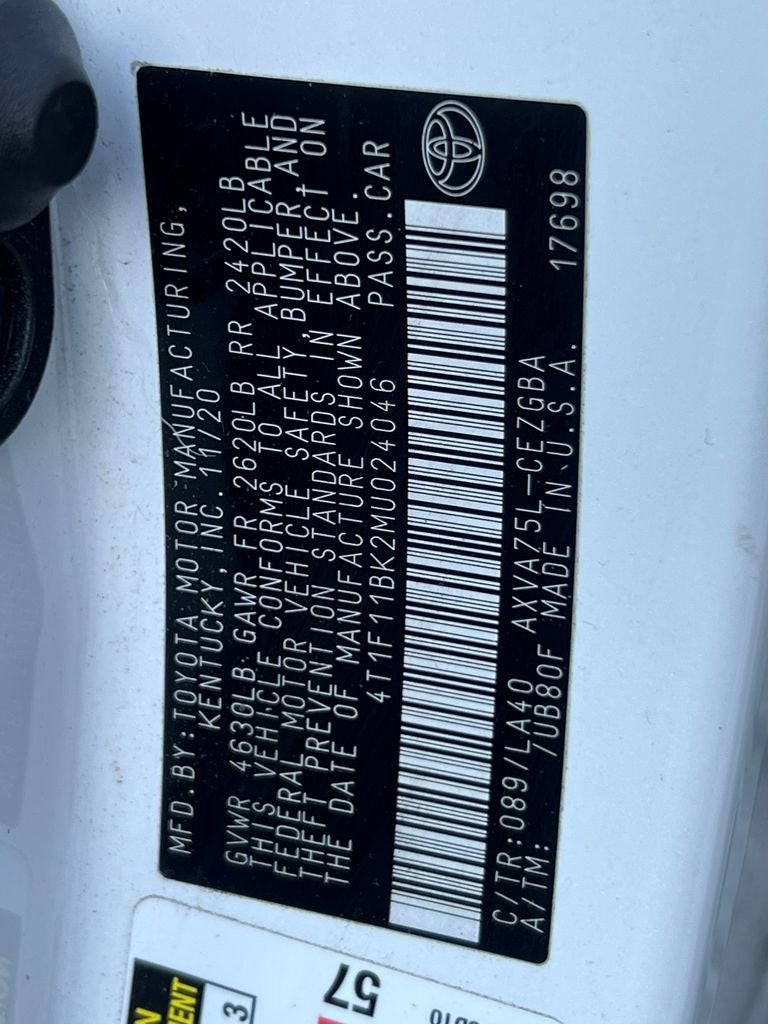 MFD.BY:TOYOTA MOTOR MANUFACTURING,
KENTUCKY,INC. 11/20
GVWR 4630LB GAWR FR 2620LB RR 2420LB
THIS VEHICLE CONFORMS TO ALL APPLICABLE
FEDERAL MOTOR VEHICLE SAFETY,BUMPER,AND
THEFT PREVENTION STANDARDS IN EFFECT ON
THE DATE OF MANUFACTURE SHOWN ABOVE.
4T1F11BK2MU024046 PASS.CAR
C/TR:089/LA40 AXVA75L-CEZGBA
A/TM: 7UB80F MADE IN U.S.A. 17698
3
57